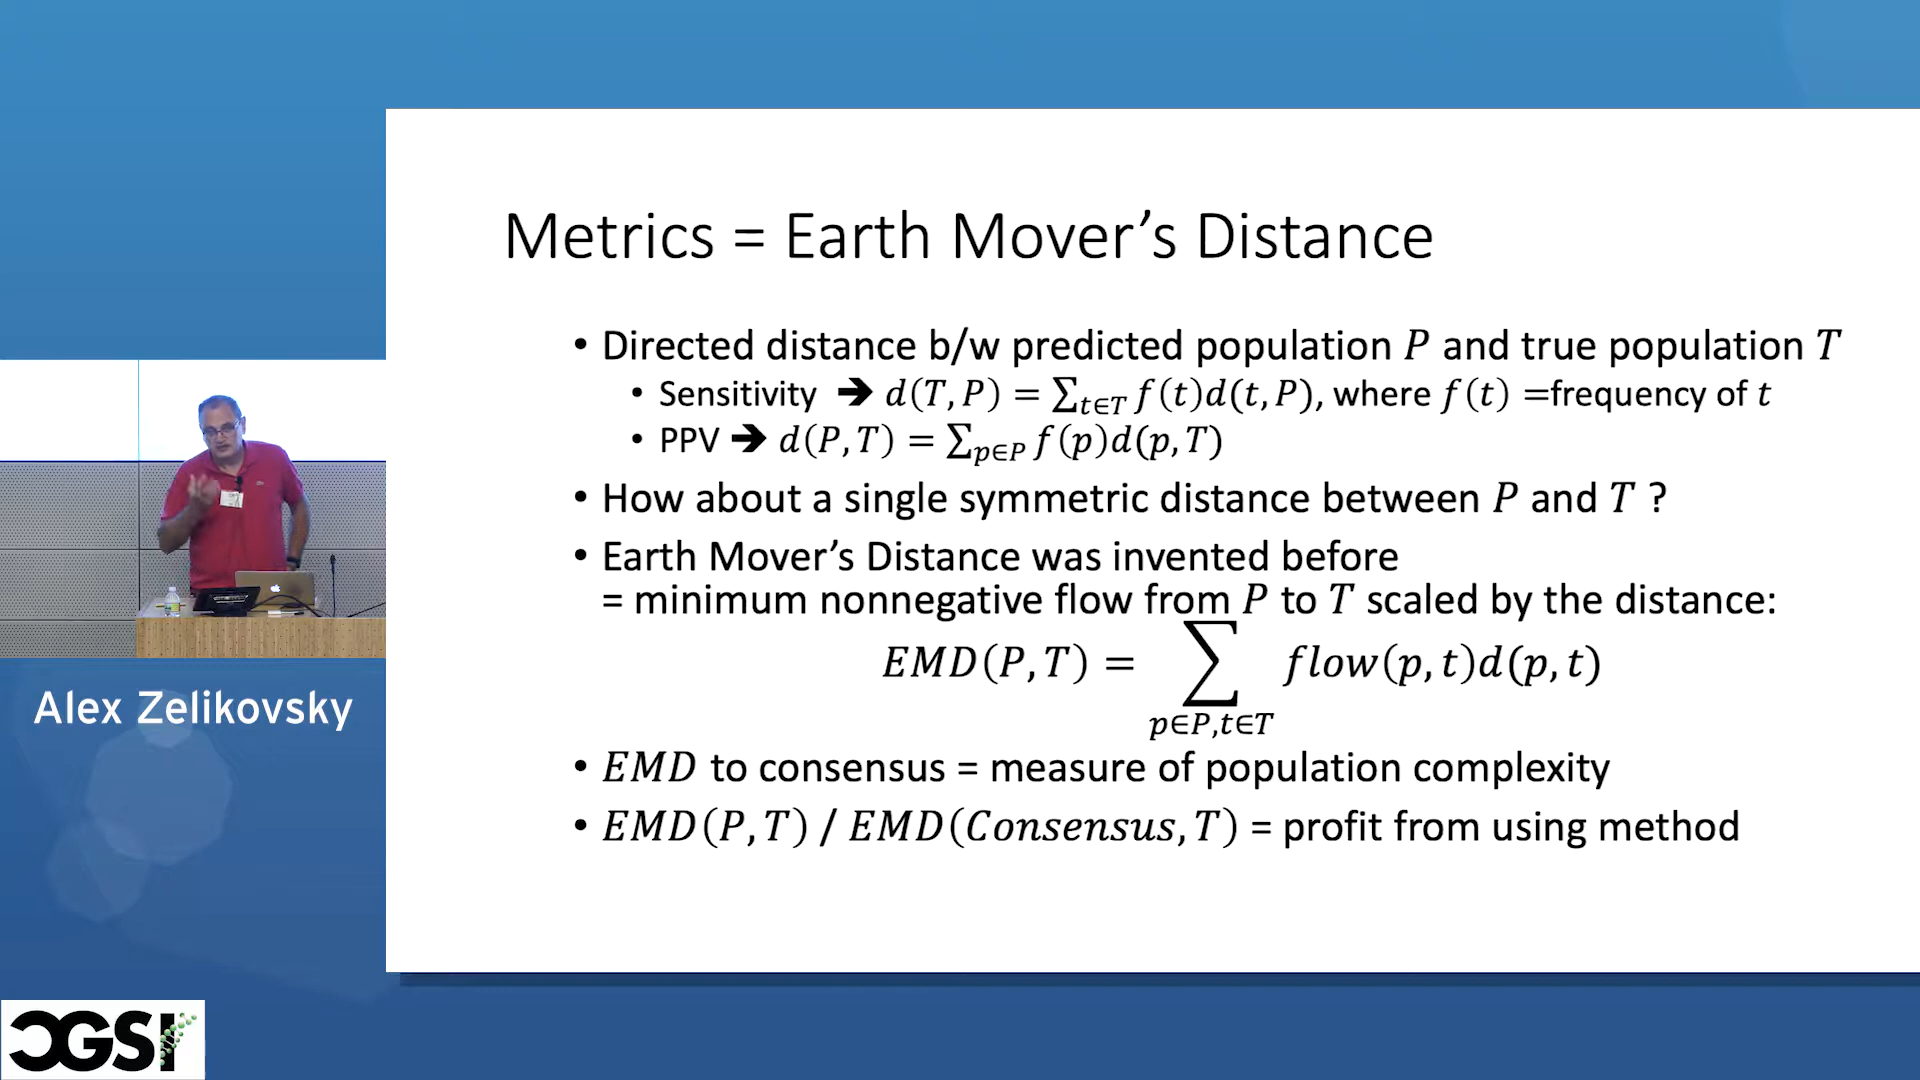 Metrics = Earth Mover's Distance
• Directed distance b/w predicted population P and true population T
• Sensitivity ➔ d(T, P) = ∑_{t∈T} f(t)d(t, P), where f(t) =frequency of t
• PPV ➔ d(P, T) = ∑_{p∈P} f(p)d(p, T)
• How about a single symmetric distance between P and T ?
• Earth Mover's Distance was invented before
= minimum nonnegative flow from P to T scaled by the distance:
EMD(P, T) = ∑_{p∈P,t∈T} flow(p, t)d(p, t)
• EMD to consensus = measure of population complexity
• EMD(P, T) / EMD(Consensus, T) = profit from using method
Alex Zelikovsky
CGSI